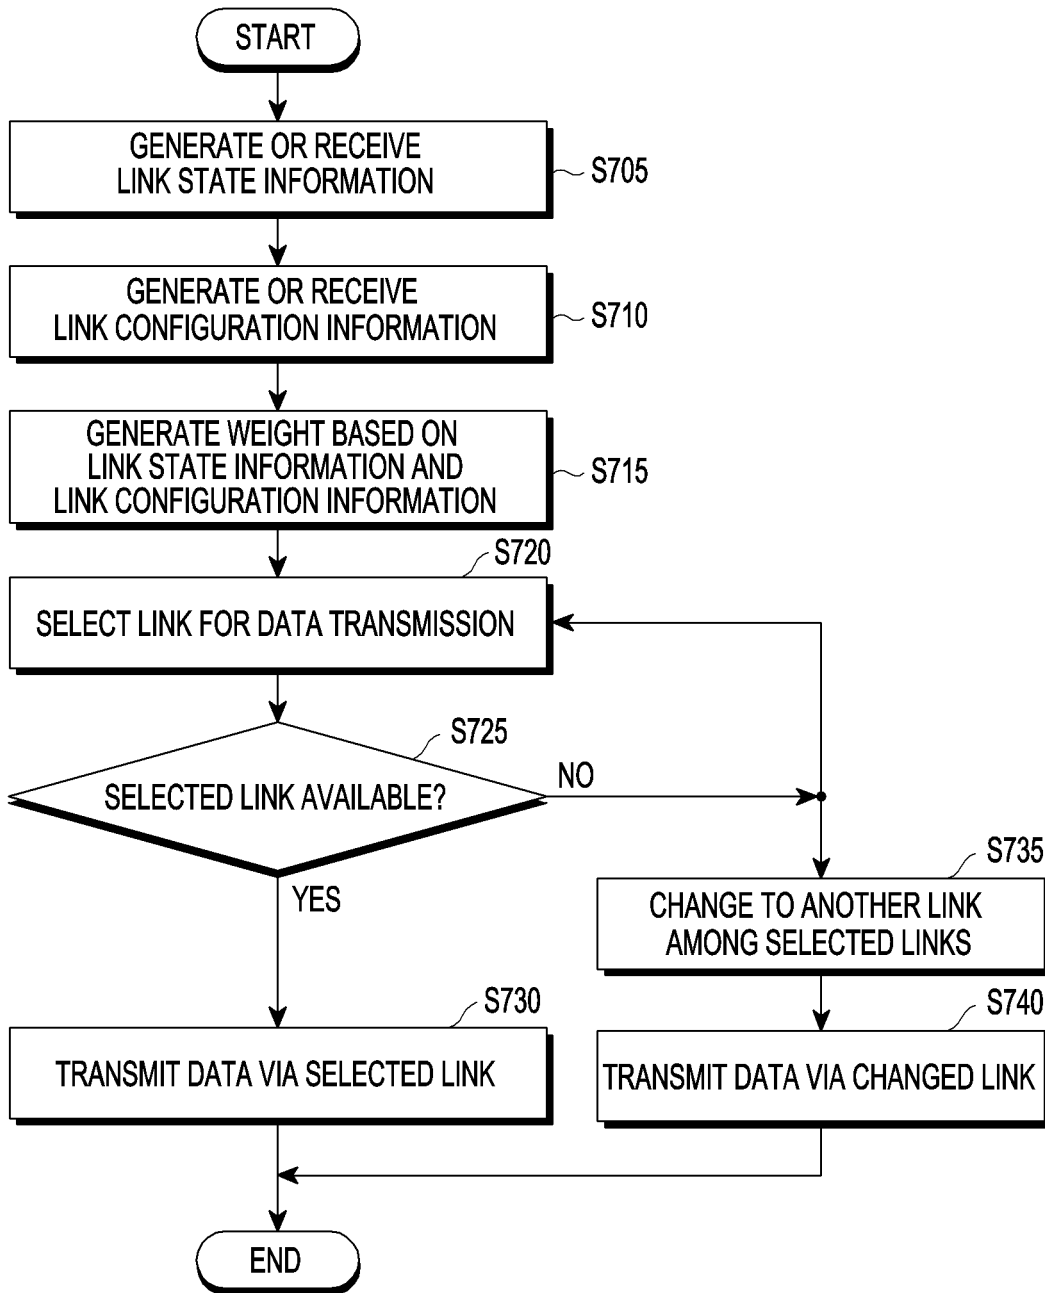 START
GENERATE OR RECEIVE
LINK STATE INFORMATION
S705
GENERATE OR RECEIVE
LINK CONFIGURATION INFORMATION
S710
GENERATE WEIGHT BASED ON
LINK STATE INFORMATION AND
LINK CONFIGURATION INFORMATION
S715
S720
SELECT LINK FOR DATA TRANSMISSION
S725
SELECTED LINK AVAILABLE?
NO
YES
S735
CHANGE TO ANOTHER LINK
AMONG SELECTED LINKS
S730
TRANSMIT DATA VIA SELECTED LINK
S740
TRANSMIT DATA VIA CHANGED LINK
END